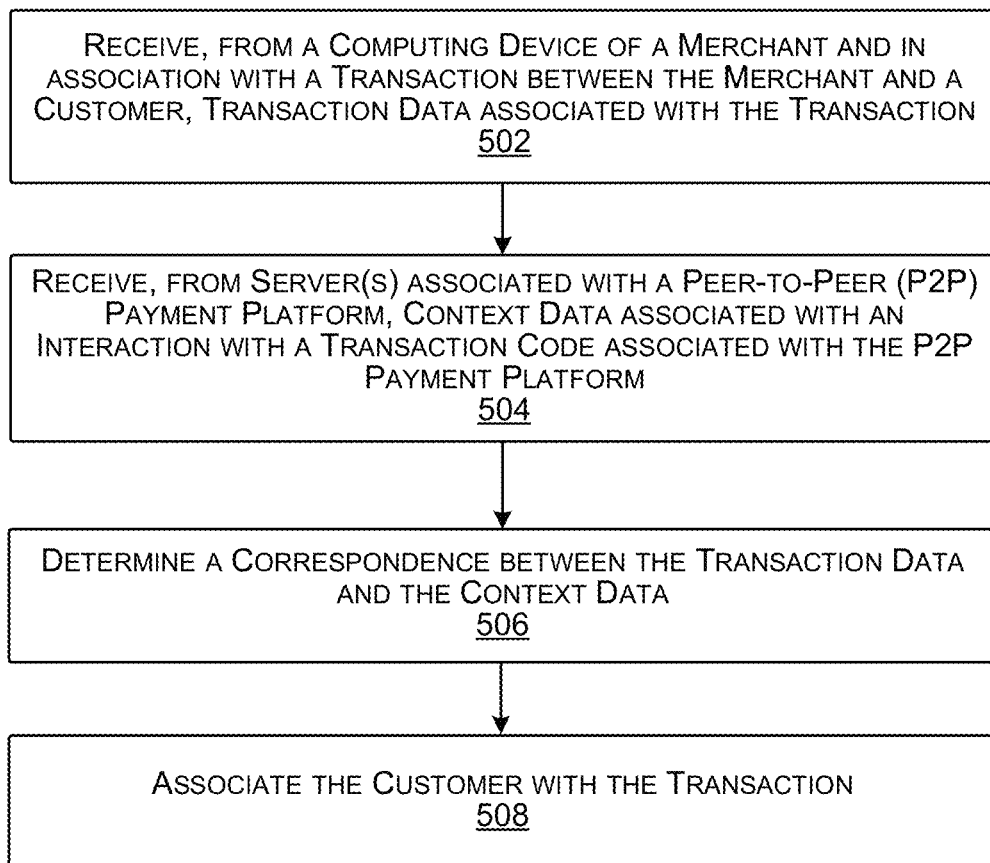 RECEIVE, FROM A COMPUTING DEVICE OF A MERCHANT AND IN
ASSOCIATION WITH A TRANSACTION BETWEEN THE MERCHANT AND A
CUSTOMER, TRANSACTION DATA ASSOCIATED WITH THE TRANSACTION
502
RECEIVE, FROM SERVER(S) ASSOCIATED WITH A PEER-TO-PEER (P2P)
PAYMENT PLATFORM, CONTEXT DATA ASSOCIATED WITH AN
INTERACTION WITH A TRANSACTION CODE ASSOCIATED WITH THE P2P
PAYMENT PLATFORM
504
DETERMINE A CORRESPONDENCE BETWEEN THE TRANSACTION DATA
AND THE CONTEXT DATA
506
ASSOCIATE THE CUSTOMER WITH THE TRANSACTION
508